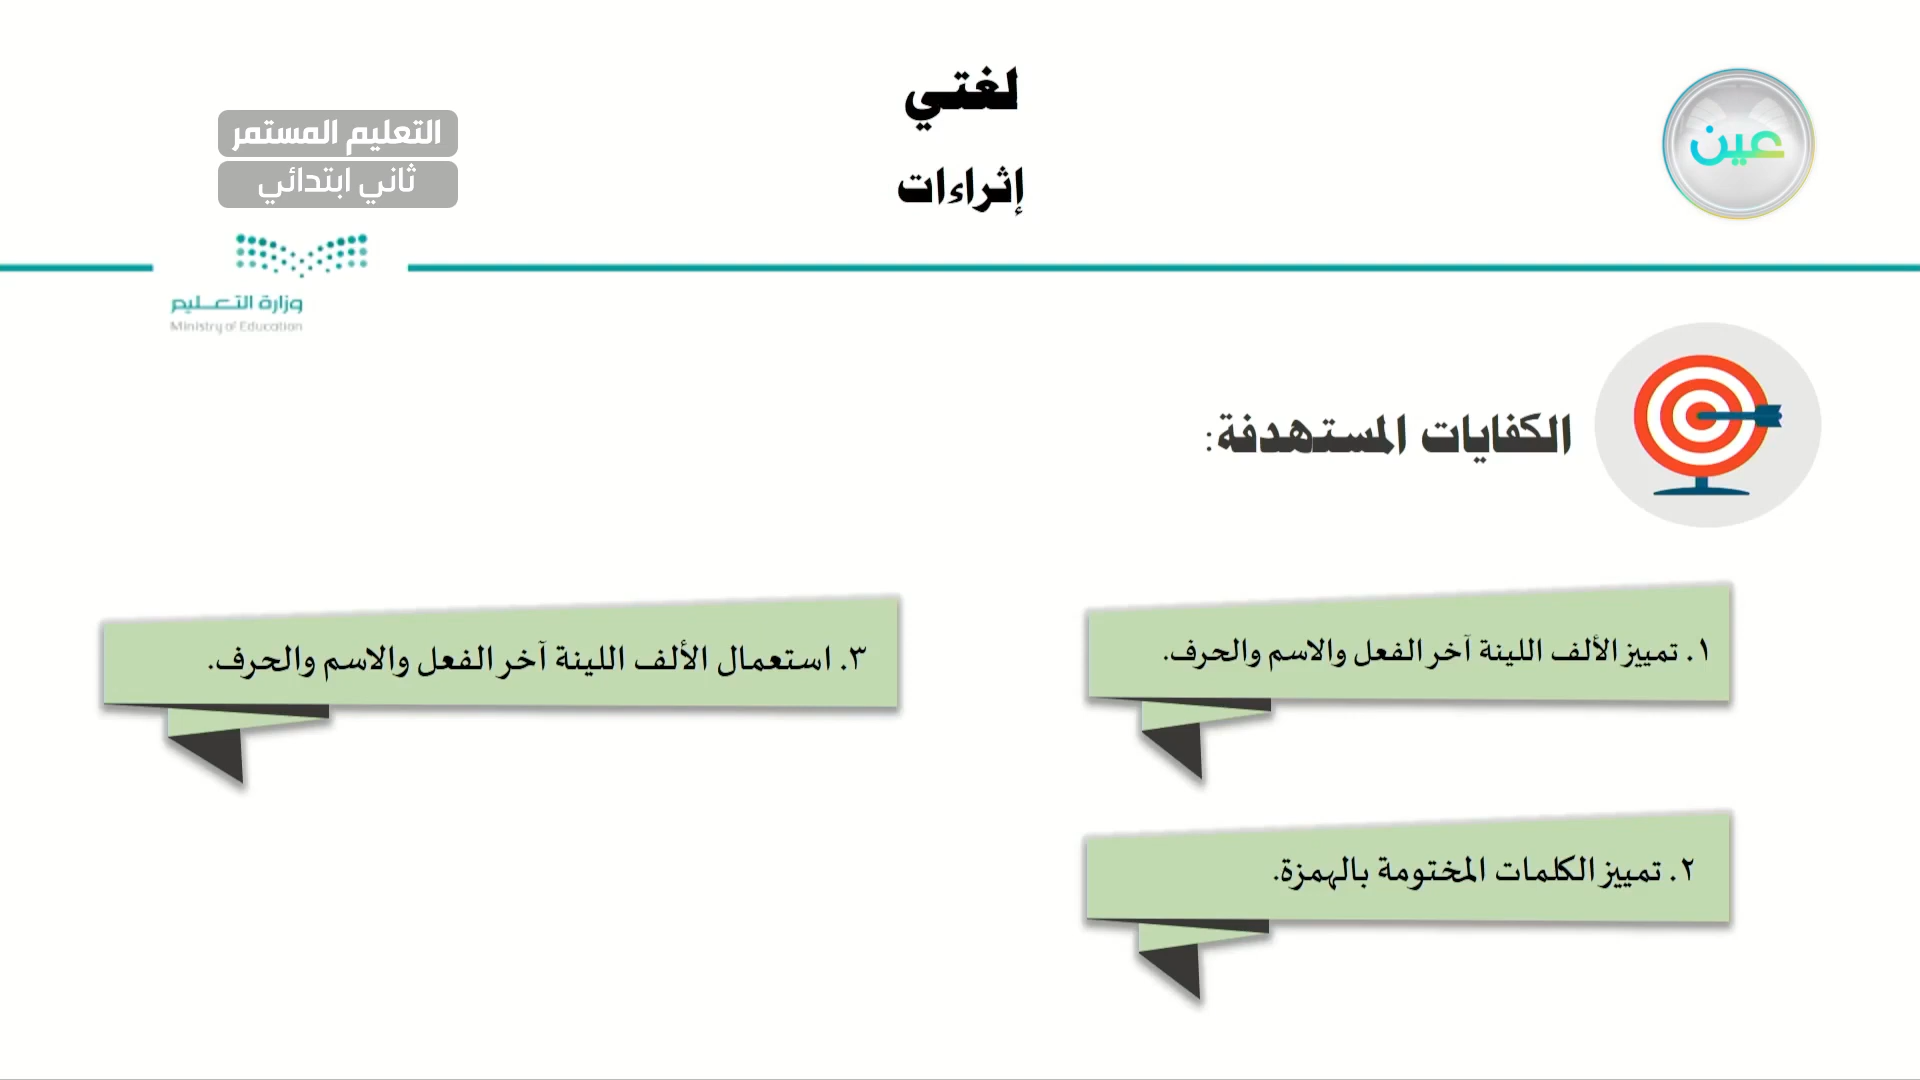 لغتي
إثراءات
عين
التعليم المستمر
ثاني ابتدائي
وزارة التعليم
Ministry of Education
الكفايات المستهدفة:
١. تمييز الألف اللينة آخر الفعل والاسم والحرف.
٢. تمييز الكلمات المختومة بالهمزة.
٣. استعمال الألف اللينة آخر الفعل والاسم والحرف.